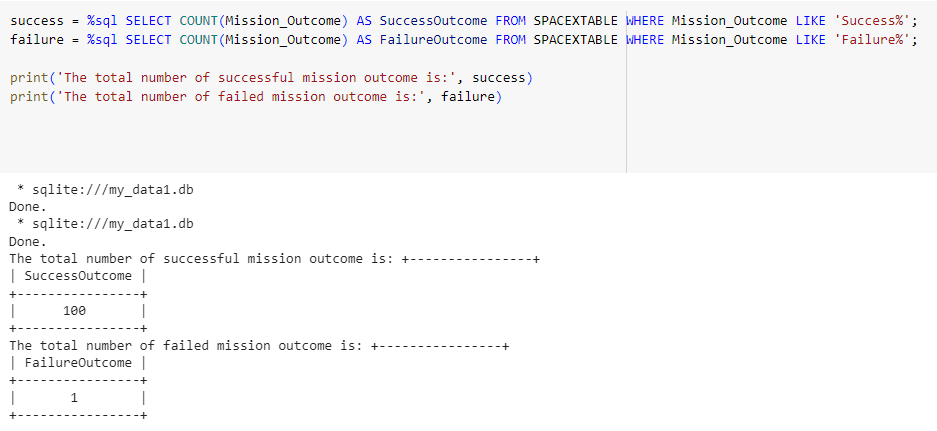 success = %sql SELECT COUNT(Mission_Outcome) AS SuccessOutcome FROM SPACEXTABLE WHERE Mission_Outcome LIKE 'Success%';
failure = %sql SELECT COUNT(Mission_Outcome) AS FailureOutcome FROM SPACEXTABLE WHERE Mission_Outcome LIKE 'Failure%';
print('The total number of successful mission outcome is:', success)
print('The total number of failed mission outcome is:', failure)
* sqlite:///my_data1.db
Done.
* sqlite:///my_data1.db
Done.
The total number of successful mission outcome is: +----------------+
| SuccessOutcome |
+----------------+
|      100       |
+----------------+
The total number of failed mission outcome is: +----------------+
| FailureOutcome |
+----------------+
|       1        |
+----------------+